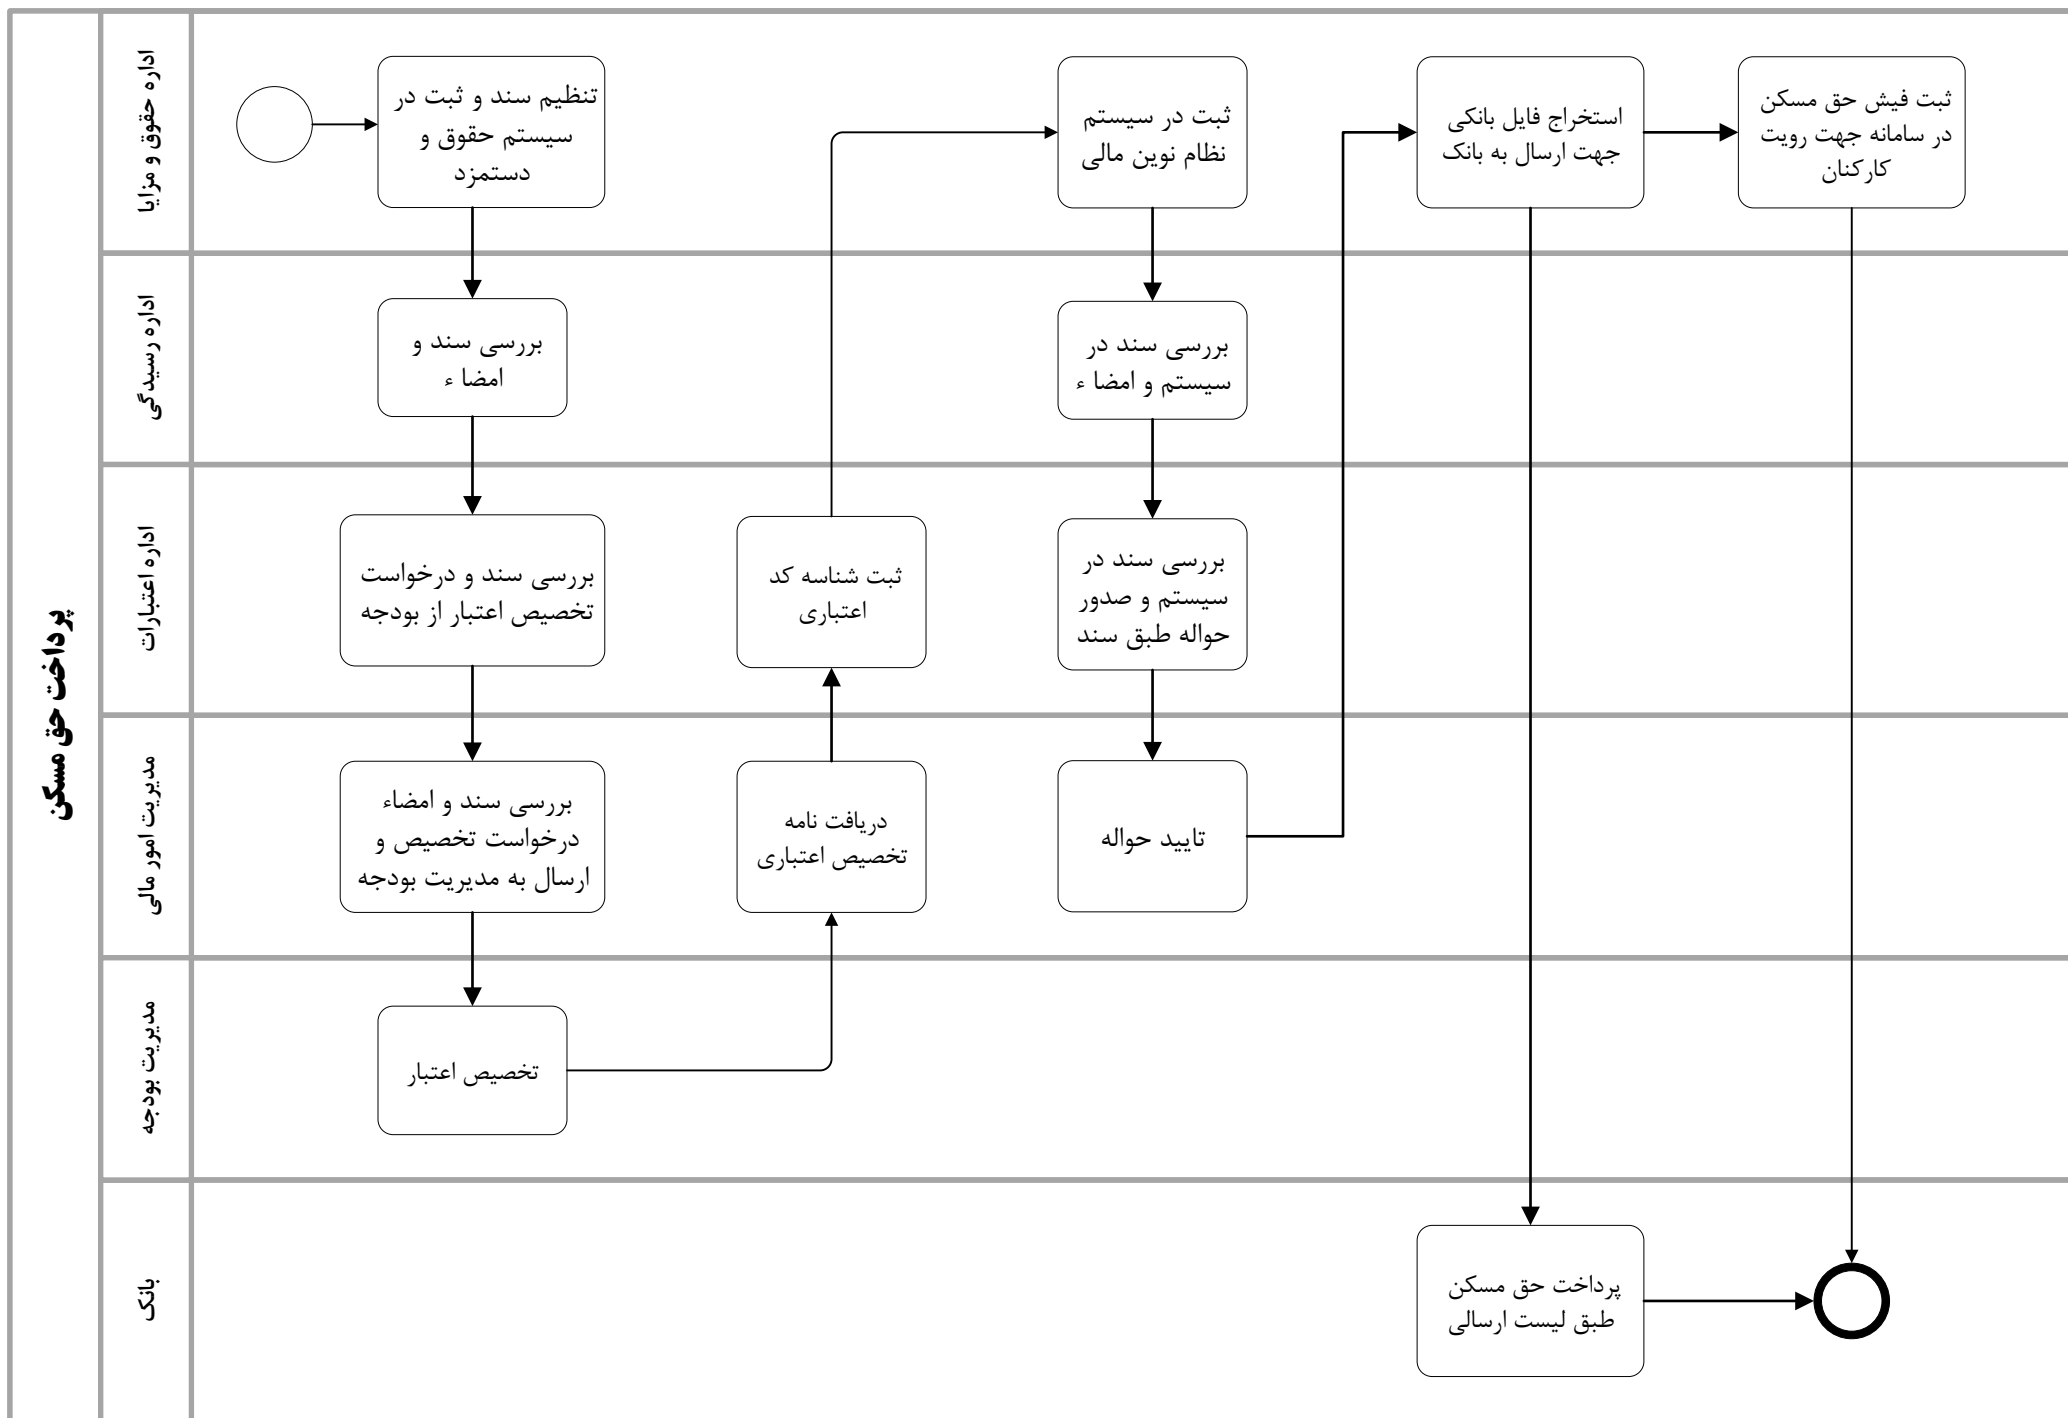 پرداخت حق مسکن
اداره حقوق و مزایا
تنظیم سند و ثبت در
سیستم حقوق و
دستمزد
ثبت در سیستم
نظام نوین مالی
استخراج فایل بانکی
جهت ارسال به بانک
ثبت فیش حق مسکن
در سامانه جهت رویت
کارکنان
اداره رسیدگی
بررسی سند و
امضا ء
بررسی سند در
سیستم و امضا ء
اداره اعتبارات
بررسی سند و درخواست
تخصیص اعتبار از بودجه
ثبت شناسه کد
اعتباری
بررسی سند در
سیستم و صدور
حواله طبق سند
مدیریت امور مالی
بررسی سند و امضاء
درخواست تخصیص و
ارسال به مدیریت بودجه
دریافت نامه
تخصیص اعتباری
تایید حواله
مدیریت بودجه
تخصیص اعتبار
بانک
پرداخت حق مسکن
طبق لیست ارسالی